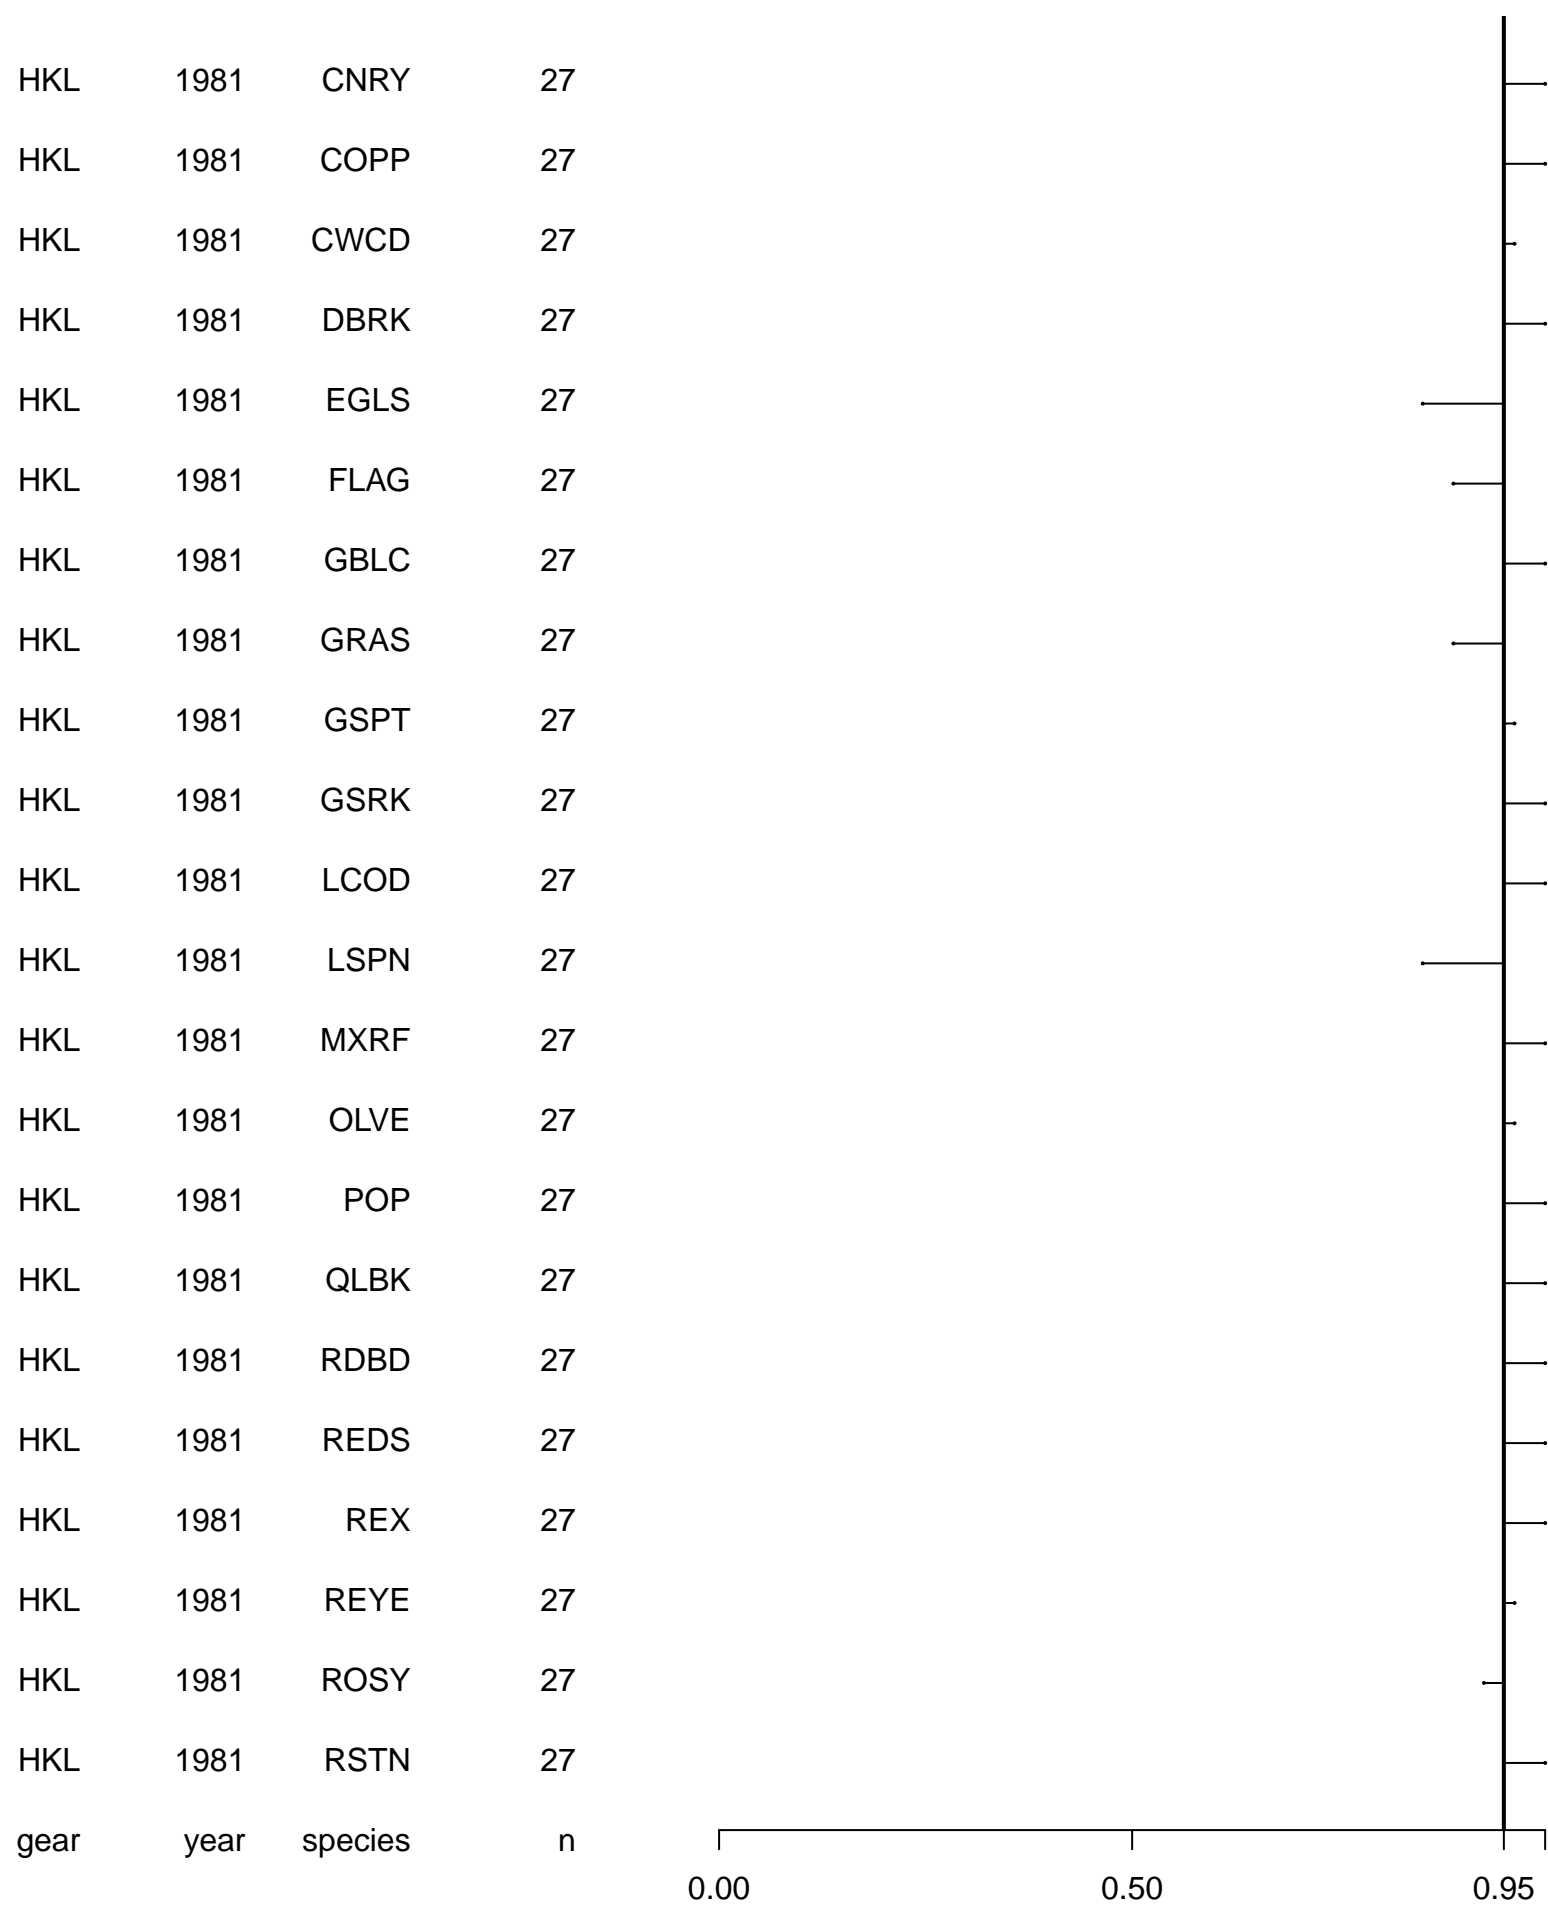 HKL 1981 CNRY 27
HKL 1981 COPP 27
HKL 1981 CWCD 27
HKL 1981 DBRK 27
HKL 1981 EGLS 27
HKL 1981 FLAG 27
HKL 1981 GBLC 27
HKL 1981 GRAS 27
HKL 1981 GSPT 27
HKL 1981 GSRK 27
HKL 1981 LCOD 27
HKL 1981 LSPN 27
HKL 1981 MXRF 27
HKL 1981 OLVE 27
HKL 1981 POP 27
HKL 1981 QLBK 27
HKL 1981 RDBD 27
HKL 1981 REDS 27
HKL 1981 REX 27
HKL 1981 REYE 27
HKL 1981 ROSY 27
HKL 1981 RSTN 27
gear year species n
0.00 0.50 0.95